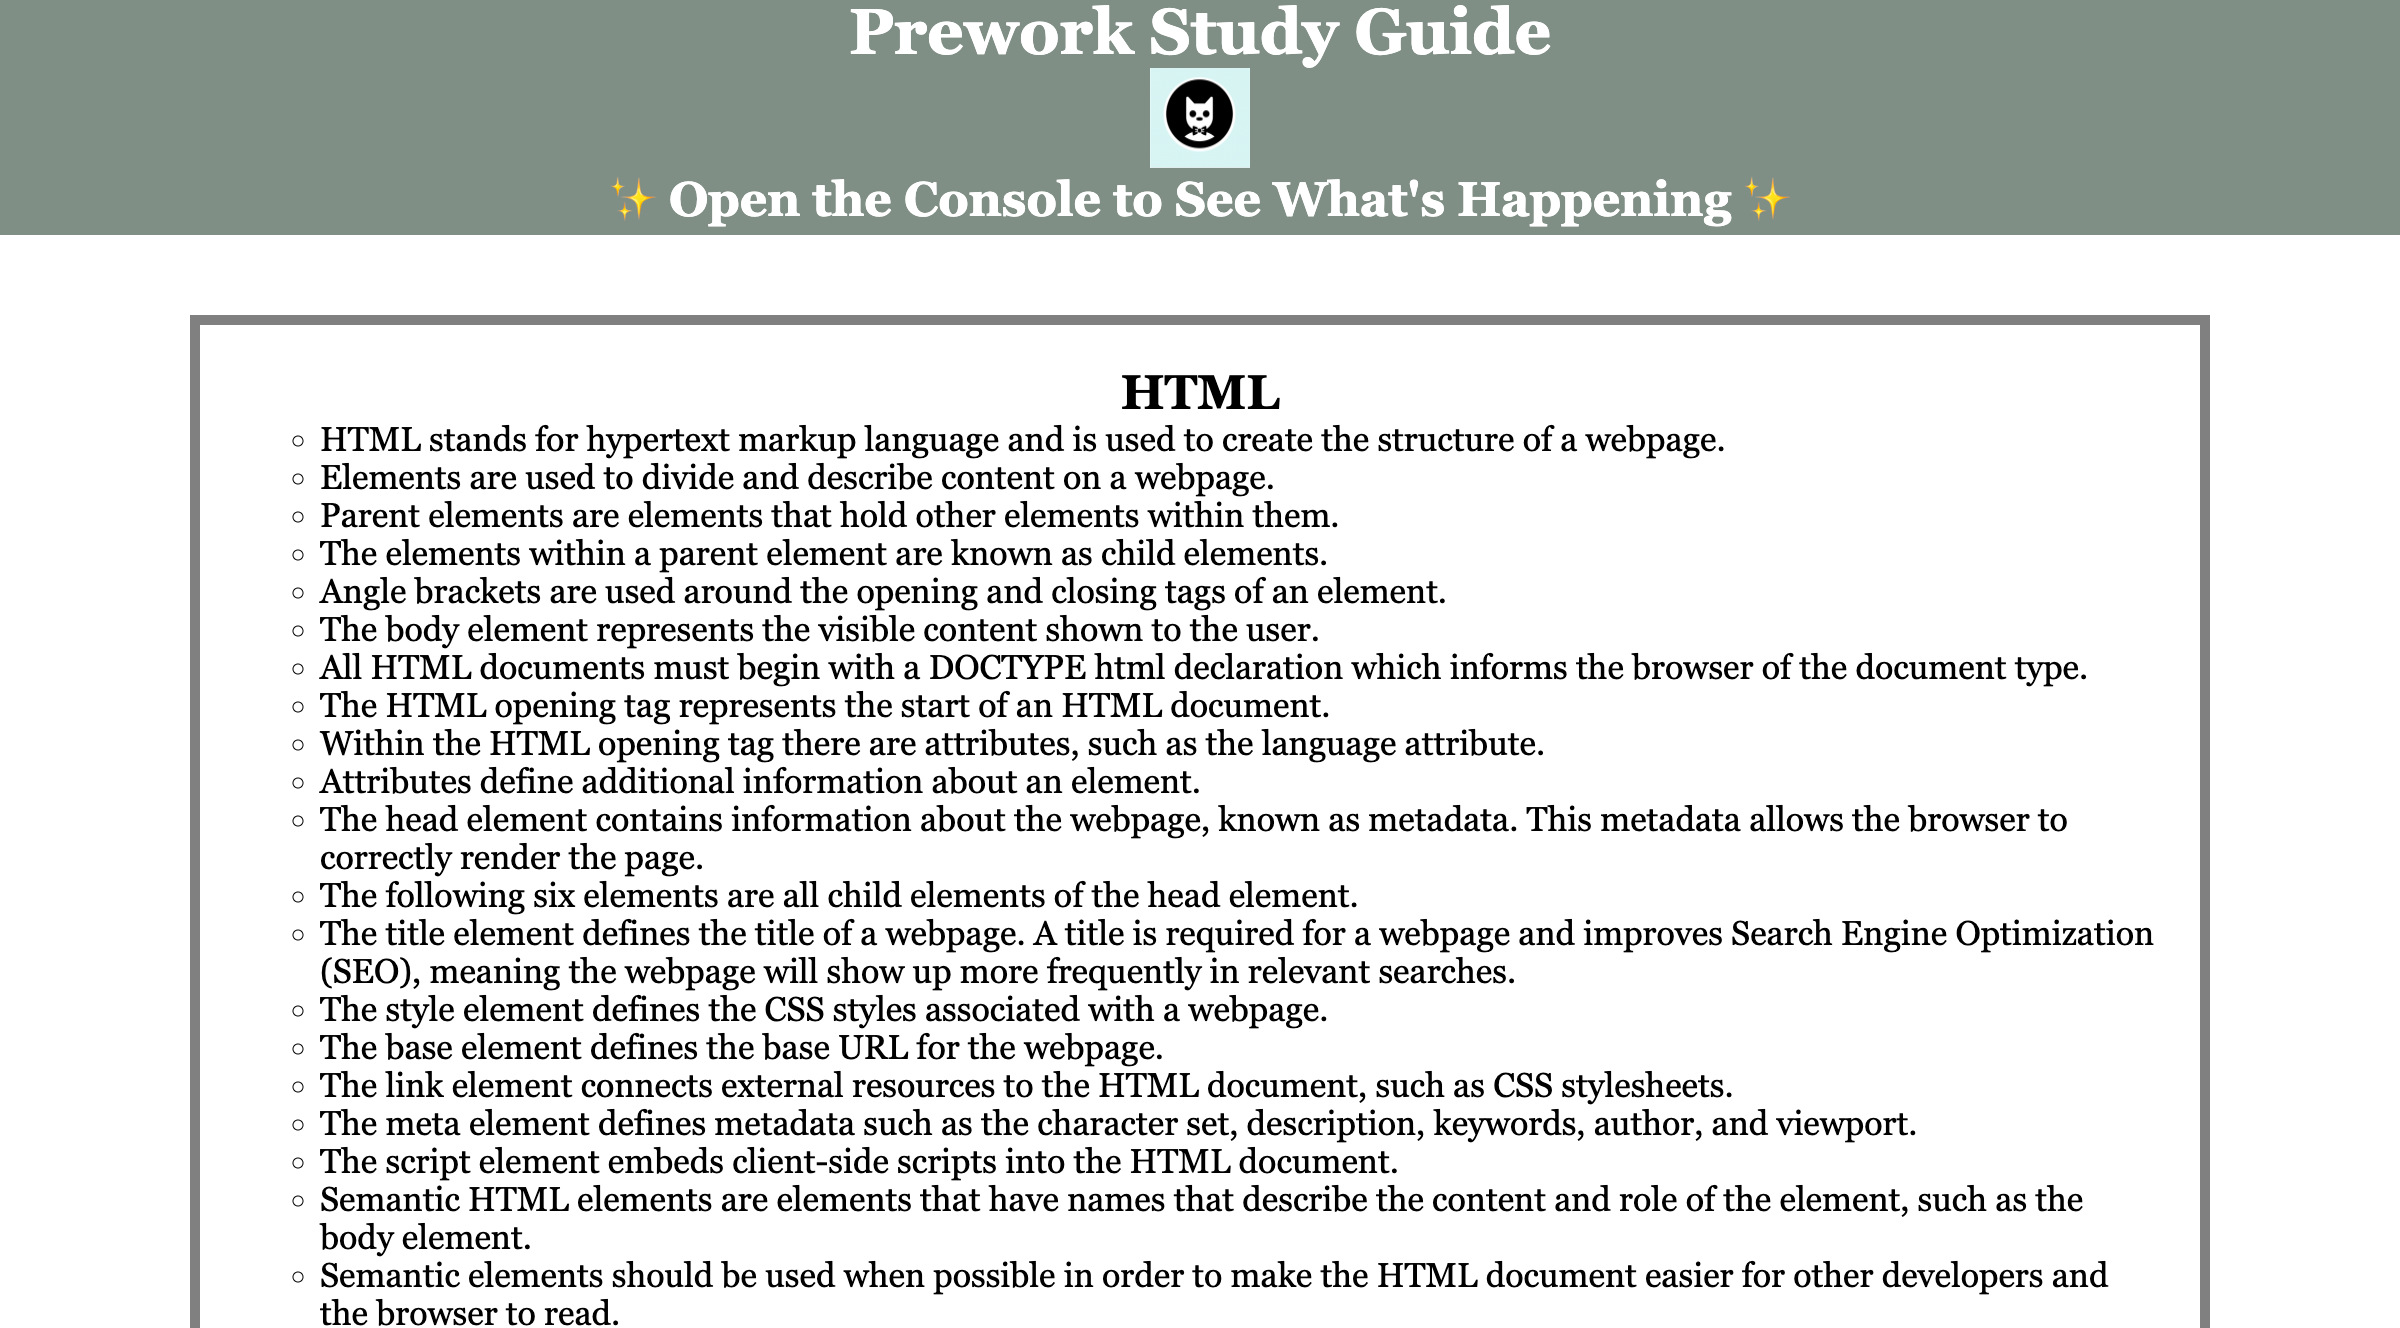 Prework Study Guide
✨ Open the Console to See What's Happening ✨
HTML
HTML stands for hypertext markup language and is used to create the structure of a webpage.
Elements are used to divide and describe content on a webpage.
Parent elements are elements that hold other elements within them.
The elements within a parent element are known as child elements.
Angle brackets are used around the opening and closing tags of an element.
The body element represents the visible content shown to the user.
All HTML documents must begin with a DOCTYPE html declaration which informs the browser of the document type.
The HTML opening tag represents the start of an HTML document.
Within the HTML opening tag there are attributes, such as the language attribute.
Attributes define additional information about an element.
The head element contains information about the webpage, known as metadata. This metadata allows the browser to
correctly render the page.
The following six elements are all child elements of the head element.
The title element defines the title of a webpage. A title is required for a webpage and improves Search Engine Optimization
(SEO), meaning the webpage will show up more frequently in relevant searches.
The style element defines the CSS styles associated with a webpage.
The base element defines the base URL for the webpage.
The link element connects external resources to the HTML document, such as CSS stylesheets.
The meta element defines metadata such as the character set, description, keywords, author, and viewport.
The script element embeds client-side scripts into the HTML document.
Semantic HTML elements are elements that have names that describe the content and role of the element, such as the
body element.
Semantic elements should be used when possible in order to make the HTML document easier for other developers and
the browser to read.